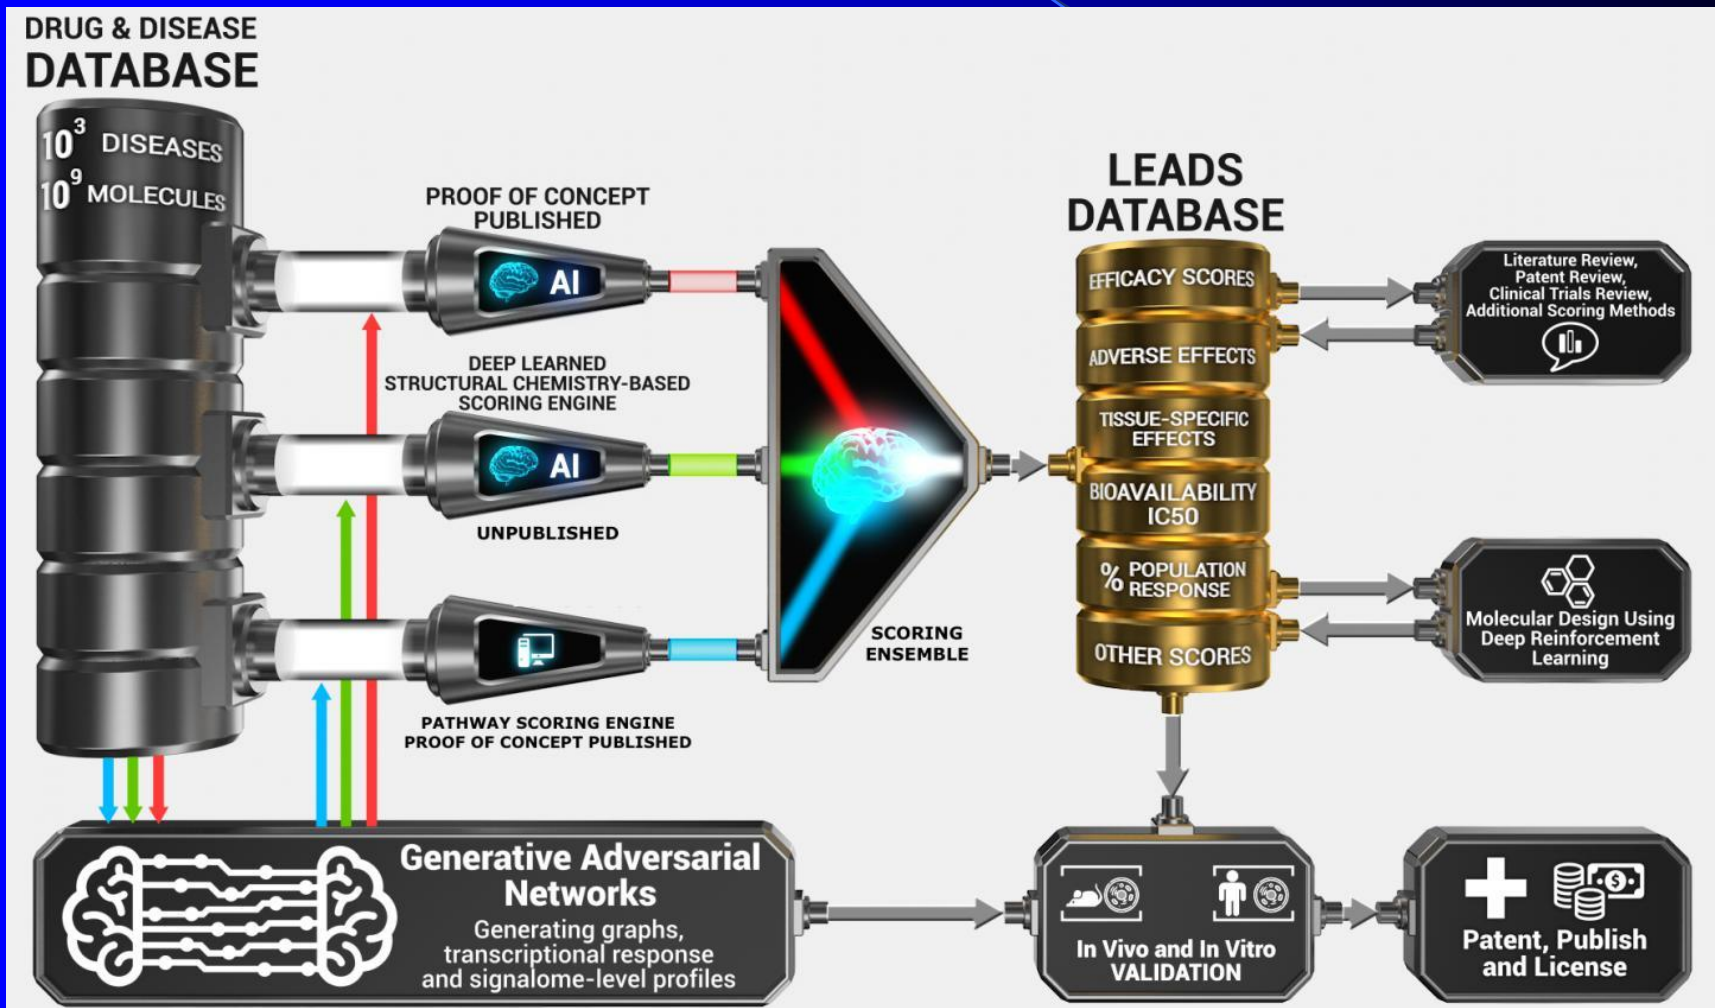 DRUG & DISEASE
DATABASE
10³ DISEASES
10⁹ MOLECULES
PROOF OF CONCEPT
PUBLISHED
AI
DEEP LEARNED
STRUCTURAL CHEMISTRY-BASED
SCORING ENGINE
AI
UNPUBLISHED
PATHWAY SCORING ENGINE
PROOF OF CONCEPT PUBLISHED
SCORING
ENSEMBLE
LEADS
DATABASE
EFFICACY SCORES
ADVERSE EFFECTS
TISSUE-SPECIFIC
EFFECTS
BIOAVAILABILITY
IC50
% POPULATION
RESPONSE
OTHER SCORES
Literature Review,
Patent Review,
Clinical Trials Review,
Additional Scoring Methods
Molecular Design Using
Deep Reinforcement
Learning
Generative Adversarial
Networks
Generating graphs,
transcriptional response
and signalome-level profiles
In Vivo and In Vitro
VALIDATION
$
Patent, Publish
and License